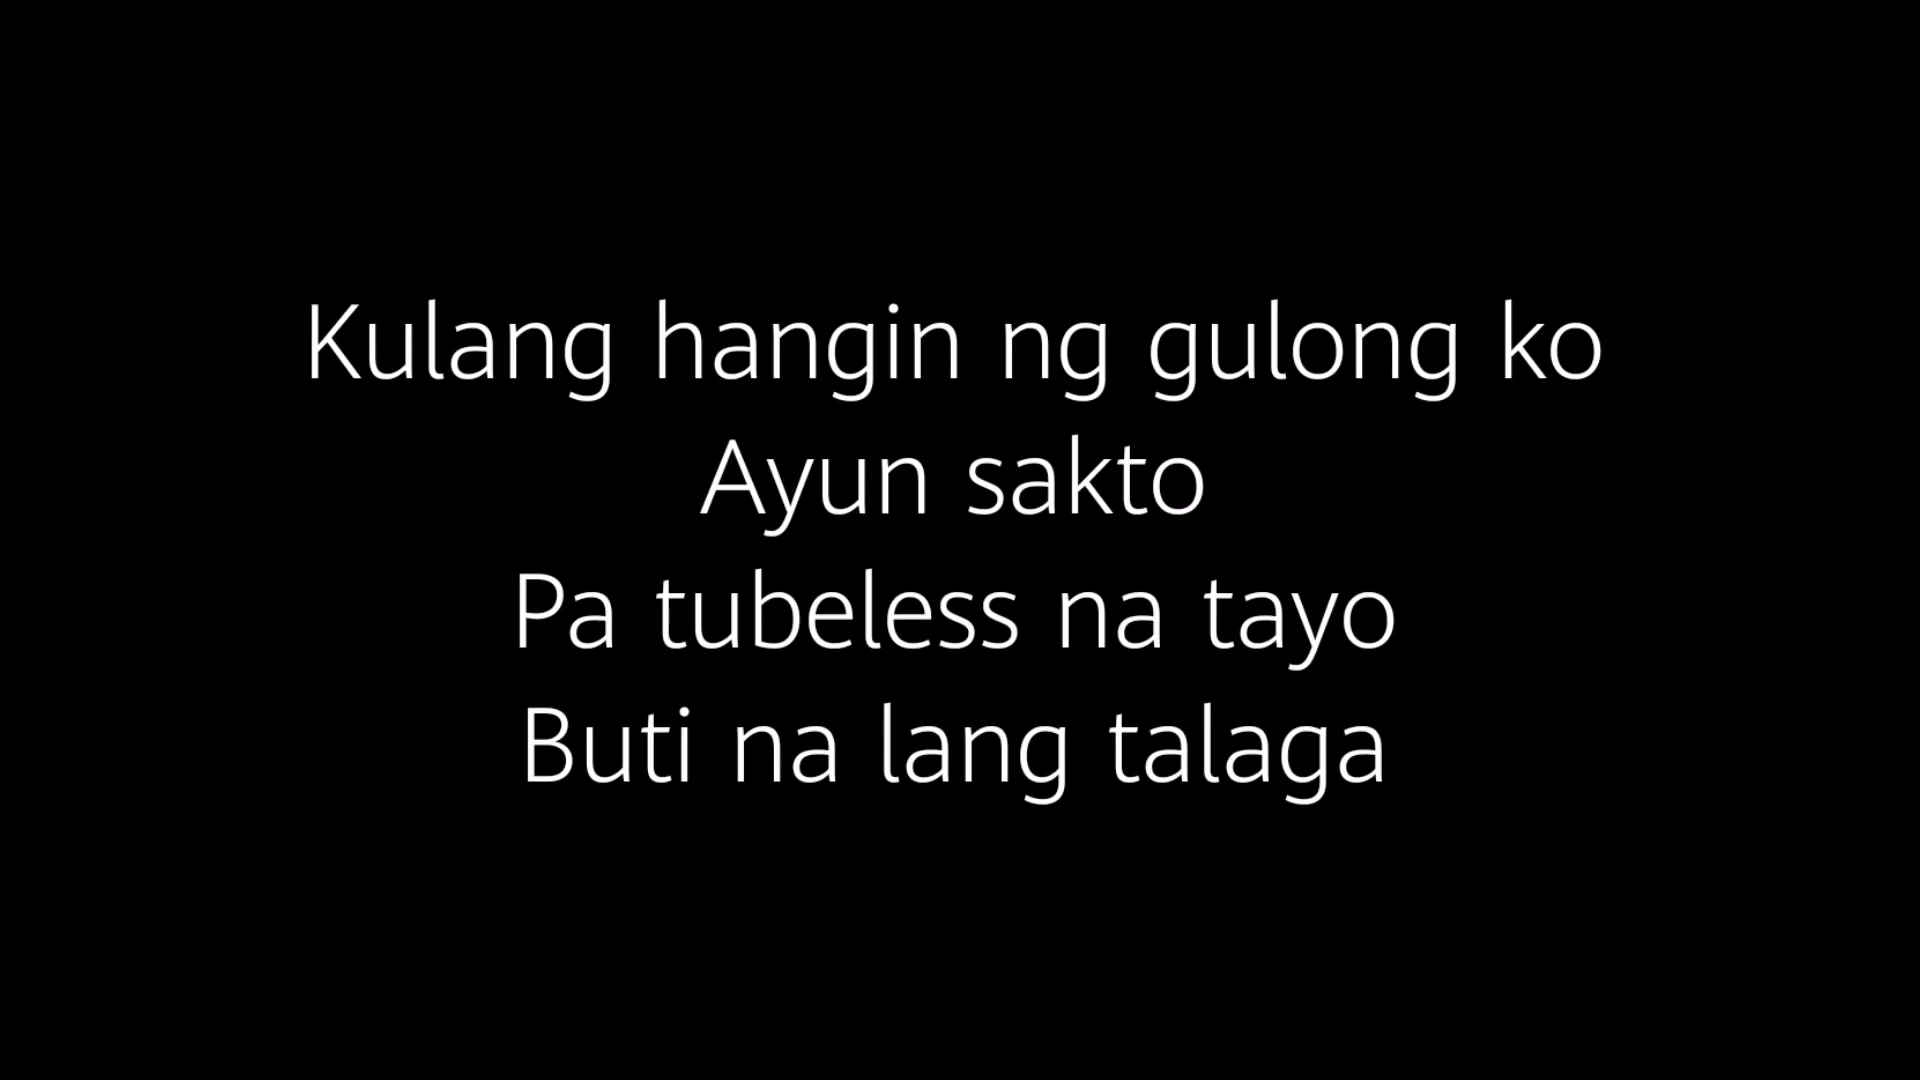 Kulang hangin ng gulong ko
Ayun sakto
Pa tubeless na tayo
Buti na lang talaga